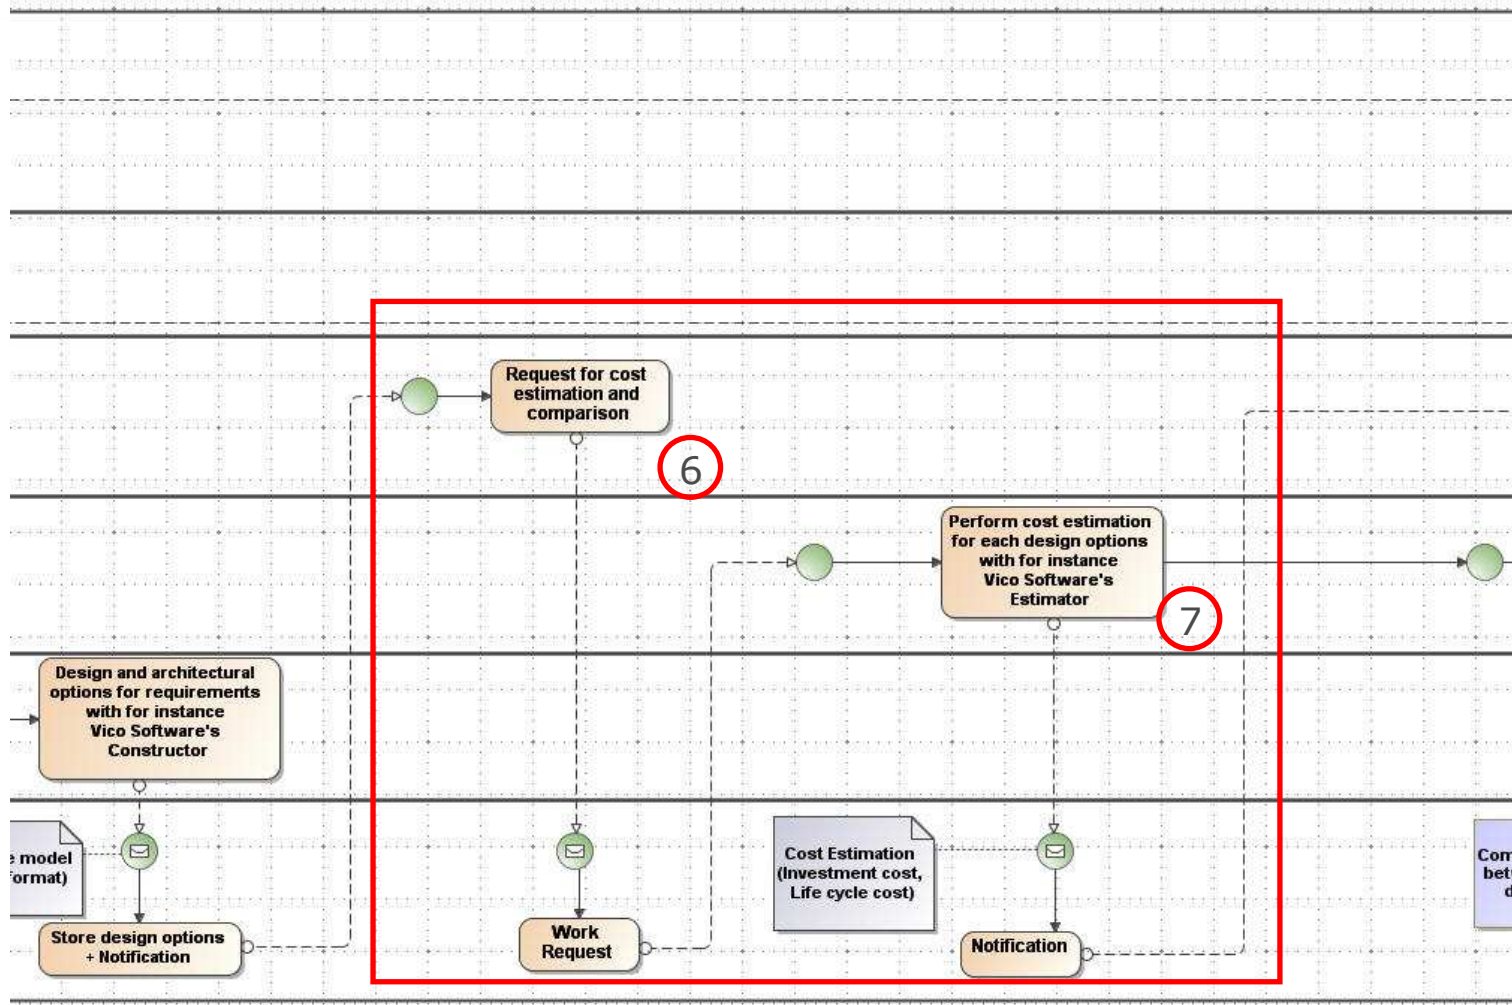 Request for cost
estimation and
comparison
6
Perform cost estimation
for each design options
with for instance
Vico Software's
Estimator
7
Design and architectural
options for requirements
with for instance
Vico Software's
Constructor
model
format)
Store design options
+ Notification
Work
Request
Cost Estimation
(Investment cost,
Life cycle cost)
Notification